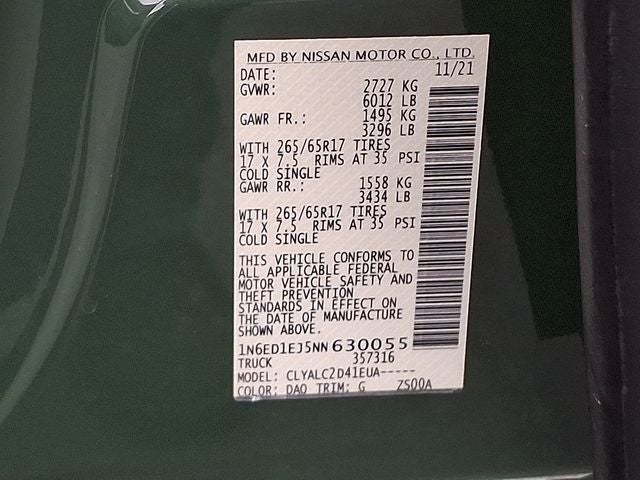 MFD BY NISSAN MOTOR CO., LTD.
DATE: 11/21
GVWR: 2727 KG
6012 LB
GAWR FR.: 1495 KG
3296 LB
WITH 265/65R17 TIRES
17 X 7.5 RIMS AT 35 PSI
COLD SINGLE
GAWR RR.: 1558 KG
3434 LB
WITH 265/65R17 TIRES
17 X 7.5 RIMS AT 35 PSI
COLD SINGLE
THIS VEHICLE CONFORMS TO
ALL APPLICABLE FEDERAL
MOTOR VEHICLE SAFETY AND
THEFT PREVENTION
STANDARDS IN EFFECT ON
THE DATE OF MANUFACTURE
SHOWN ABOVE.
1N6ED1EJ5NN630055
TRUCK 357316
MODEL: CLYALC2D41EUA-----
COLOR: DAO TRIM: G ZS00A